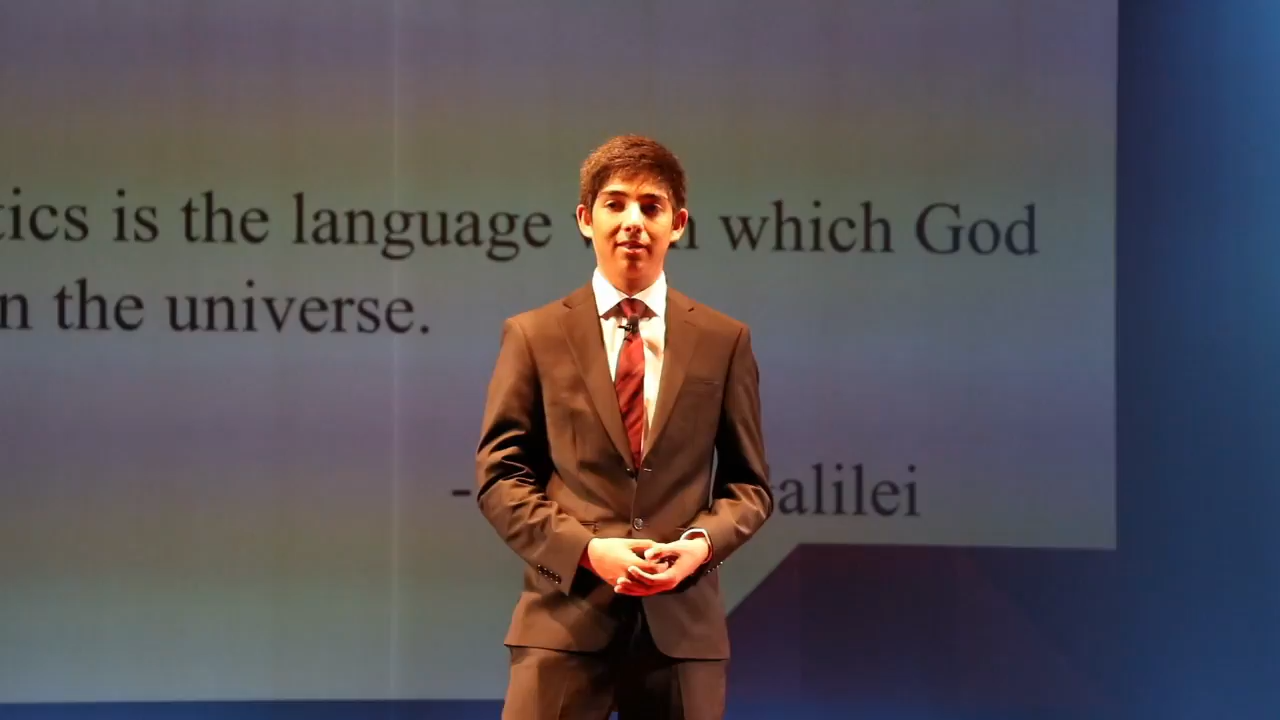 tics is the language which God
n the universe.
- alilei